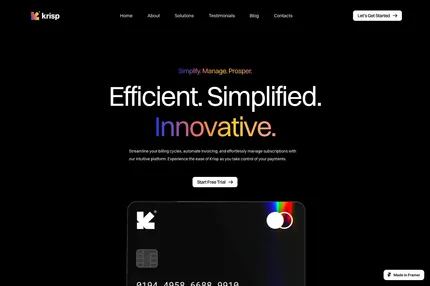 krisp
Home About Solutions Testimonials Blog Contacts
Let's Get Started
Simplify. Manage. Prosper.
Efficient. Simplified.
Innovative.
Streamline your billing cycles, automate invoicing, and effortlessly manage subscriptions with
our intuitive platform. Experience the ease of Krisp as you take control of your payments.
Start Free Trial
0194 4958 6688 9910
Made in Framer